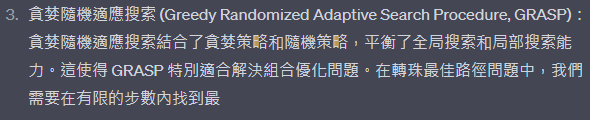 3. 貪婪隨機適應搜索 (Greedy Randomized Adaptive Search Procedure, GRASP)：
貪婪隨機適應搜索結合了貪婪策略和隨機策略，平衡了全局搜索和局部搜索能
力。這使得 GRASP 特別適合解決組合優化問題。在轉珠最佳路徑問題中，我們
需要在有限的步數內找到最